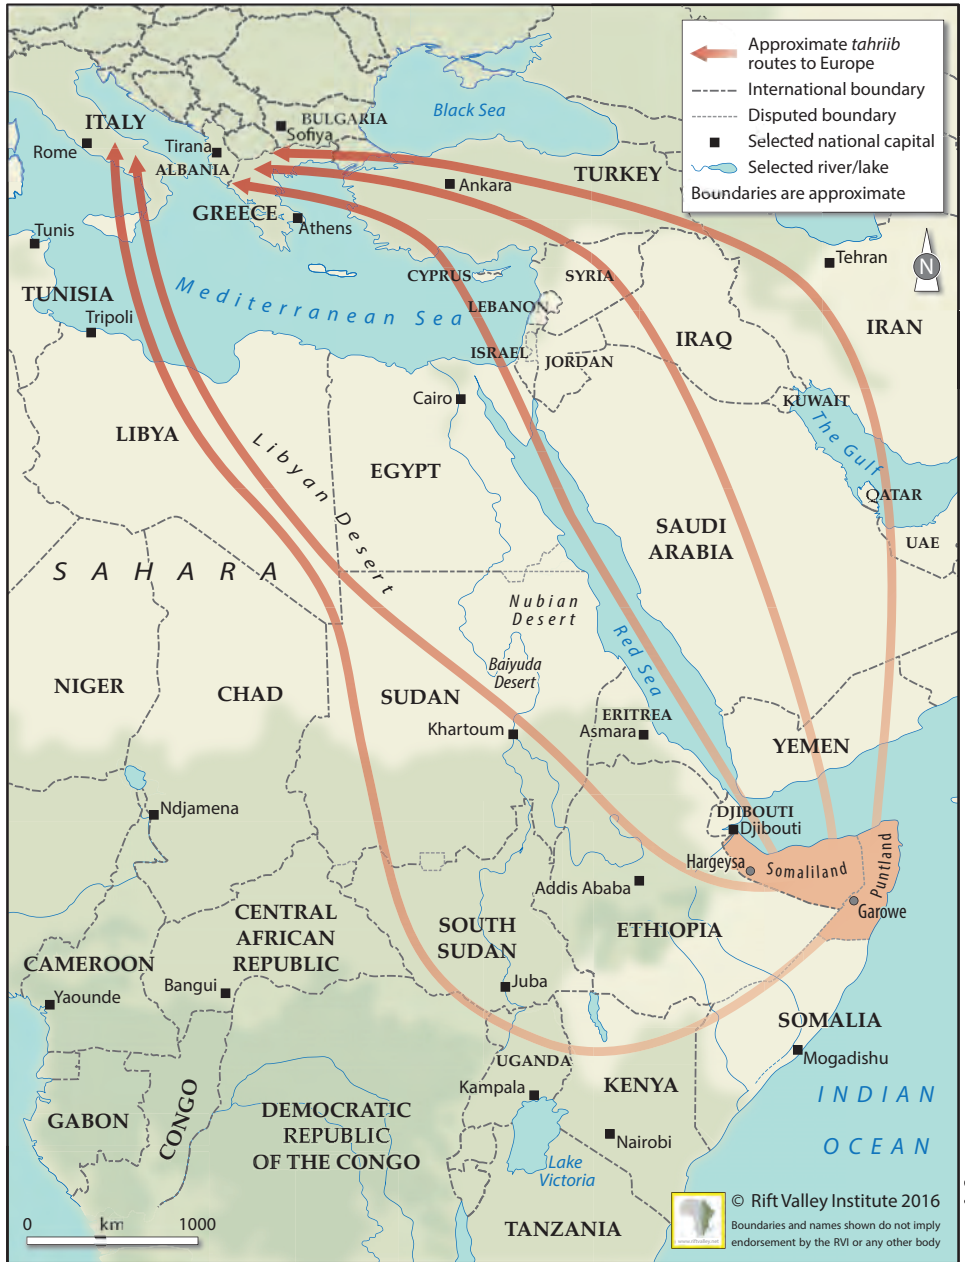 Approximate tahriib
routes to Europe
International boundary
Disputed boundary
Selected national capital
Selected river/lake
Boundaries are approximate
N
Black Sea
BULGARIA
Sofiya
ITALY
Rome
Tirana
ALBANIA
TURKEY
Ankara
GREECE
Athens
Tunis
Tehran
CYPRUS
SYRIA
TUNISIA
Mediterranean Sea
LEBANON
Tripoli
IRAN
IRAQ
ISRAEL
JORDAN
Cairo
KUWAIT
The Gulf
LIBYA
Libyan Desert
EGYPT
QATAR
SAUDI
ARABIA
UAE
SAHARA
Nubian
Desert
Red Sea
Baiyuda
Desert
NIGER
CHAD
SUDAN
Khartoum
ERITREA
Asmara
YEMEN
Ndjamena
DJIBOUTI
Djibouti
Hargeysa
Somaliland
Puntland
Addis Ababa
Garowe
CENTRAL
AFRICAN
REPUBLIC
SOUTH
SUDAN
ETHIOPIA
CAMEROON
Yaounde
Bangui
Juba
SOMALIA
Mogadishu
UGANDA
Kampala
KENYA
INDIAN
OCEAN
GABON
CONGO
DEMOCRATIC
REPUBLIC
OF THE CONGO
Nairobi
Lake
Victoria
TANZANIA
0 km 1000
© Rift Valley Institute 2016
Boundaries and names shown do not imply
endorsement by the RVI or any other body
www.riftvalley.net